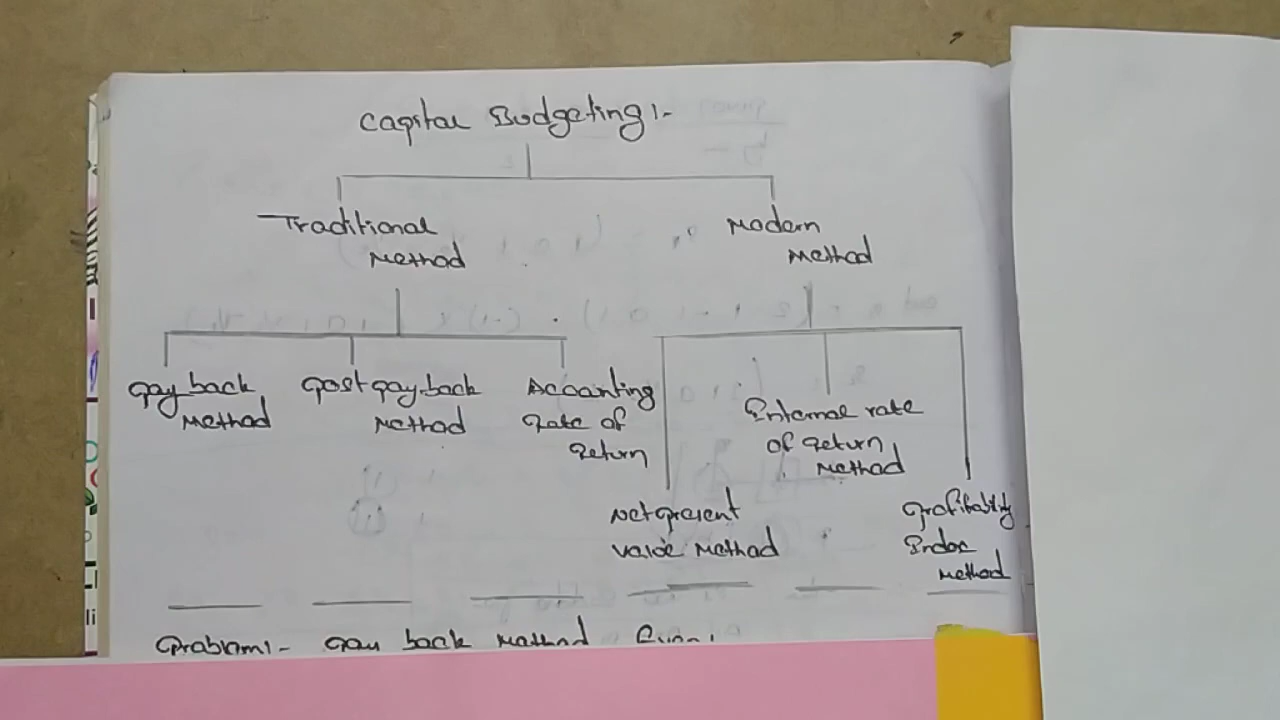 Capital Budgeting :-
Traditional
Method
Modern
Method
Pay back
Method
Post pay-back
Method
Accounting
Rate of
Return
Internal rate
of Return
Method
Net present
value Method
Profitability
Index
Method
Problem :- Pay back Method